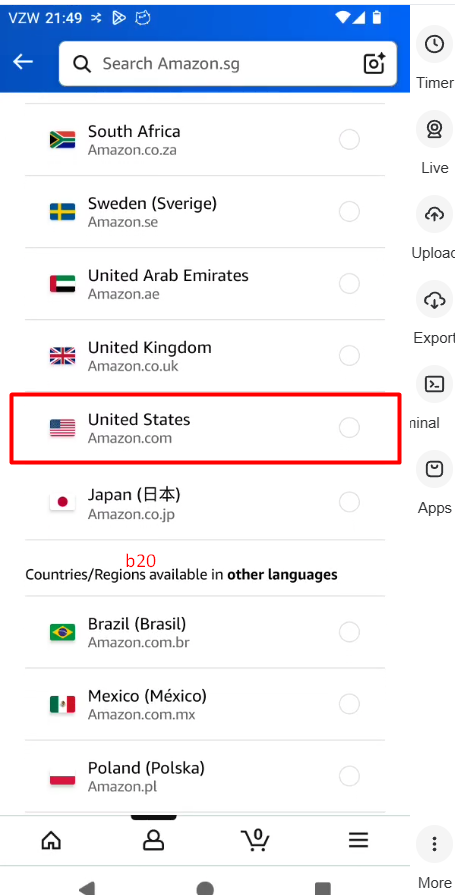 VZW 21:49
Search Amazon.sg
South Africa
Amazon.co.za
Sweden (Sverige)
Amazon.se
United Arab Emirates
Amazon.ae
United Kingdom
Amazon.co.uk
United States
Amazon.com
Japan (日本)
Amazon.co.jp
b20
Countries/Regions available in other languages
Brazil (Brasil)
Amazon.com.br
Mexico (México)
Amazon.com.mx
Poland (Polska)
Amazon.pl
0
Timer
Live
Upload
Export
minal
Apps
More